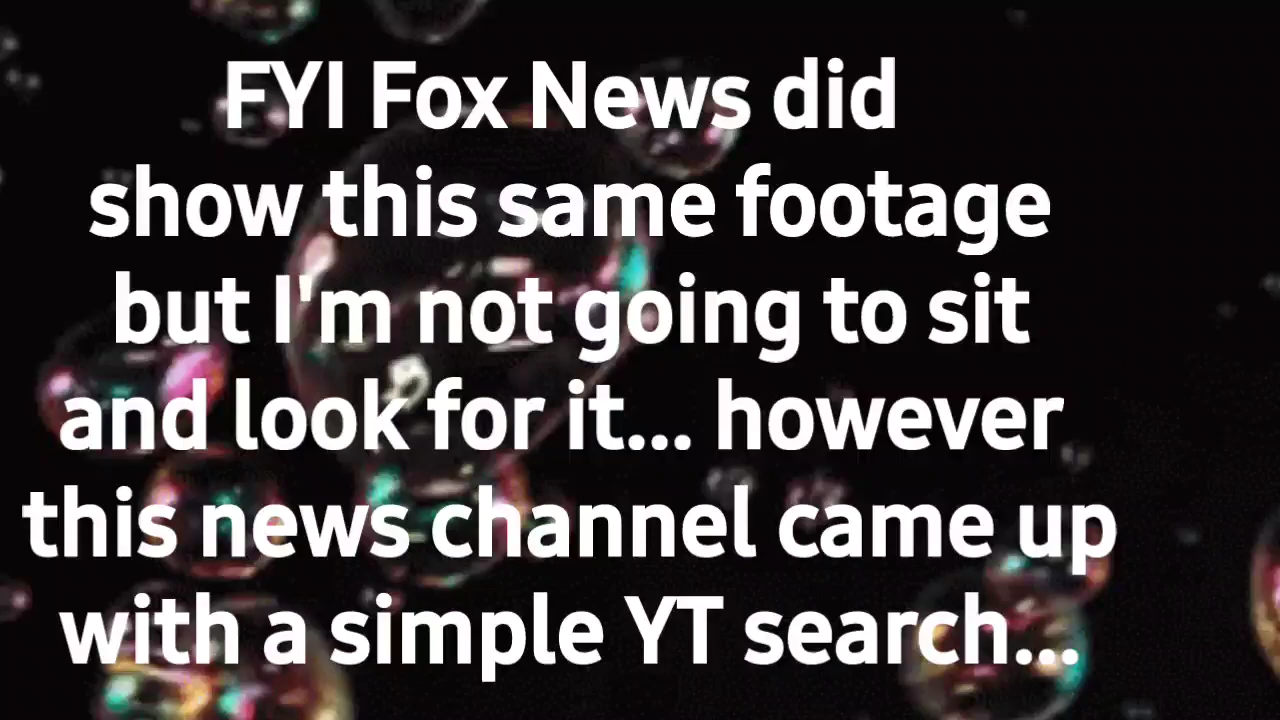 FYI Fox News did
show this same footage
but I'm not going to sit
and look for it... however
this news channel came up
with a simple YT search...